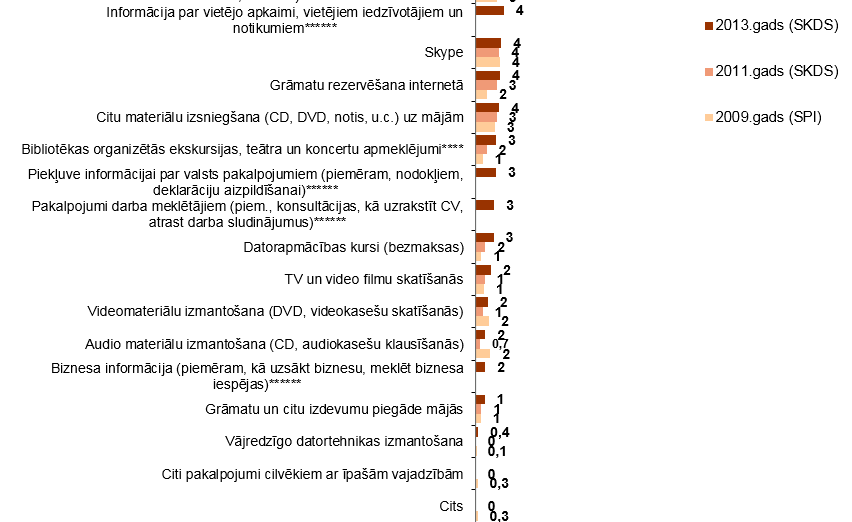 Informācija par vietējo apkaimi, vietējiem iedzīvotājiem un
notikumiem******
4
Skype
4
4
4
Grāmatu rezervēšana internetā
4
3
2
Citu materiālu izsniegšana (CD, DVD, notis, u.c.) uz mājām
4
3
3
Bibliotēkas organizētās ekskursijas, teātra un koncertu apmeklējumi****
3
2
1
Piekļuve informācijai par valsts pakalpojumiem (piemēram, nodokļiem,
deklarāciju aizpildīšanai)******
3
Pakalpojumi darba meklētājiem (piem., konsultācijas, kā uzrakstīt CV,
atrast darba sludinājumus)******
3
Datorapmācības kursi (bezmaksas)
3
2
1
TV un video filmu skatīšanās
2
1
1
Videomateriālu izmantošana (DVD, videokasešu skatīšanās)
2
1
2
Audio materiālu izmantošana (CD, audiokasešu klausīšanās)
2
0,7
2
Biznesa informācija (piemēram, kā uzsākt biznesu, meklēt biznesa
iespējas)******
2
Grāmatu un citu izdevumu piegāde mājās
1
1
1
Vājredzīgo datortehnikas izmantošana
0,4
0
0,1
Citi pakalpojumi cilvēkiem ar īpašām vajadzībām
0
0,3
Cits
0
0,3
2013.gads (SKDS)
2011.gads (SKDS)
2009.gads (SPI)